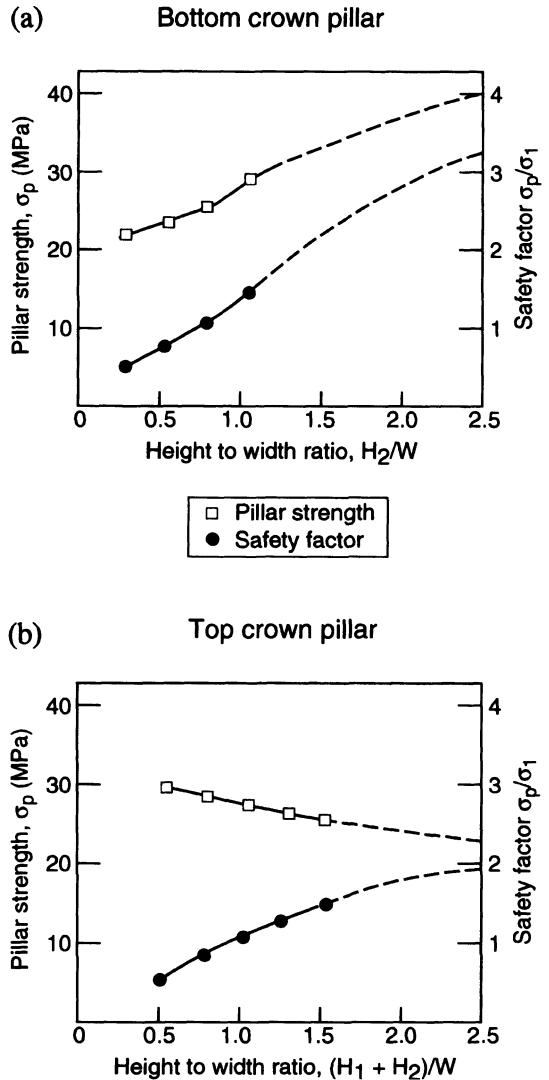 (a) Bottom crown pillar
Pillar strength, σp (MPa)
40
30
20
10
4
3
2
1
Safety factor σp/σ1
0 0.5 1.0 1.5 2.0 2.5
Height to width ratio, H2/W
Pillar strength
Safety factor
(b) Top crown pillar
Pillar strength, σp (MPa)
40
30
20
10
4
3
2
1
Safety factor σp/σ1
0 0.5 1.0 1.5 2.0 2.5
Height to width ratio, (H1 + H2)/W